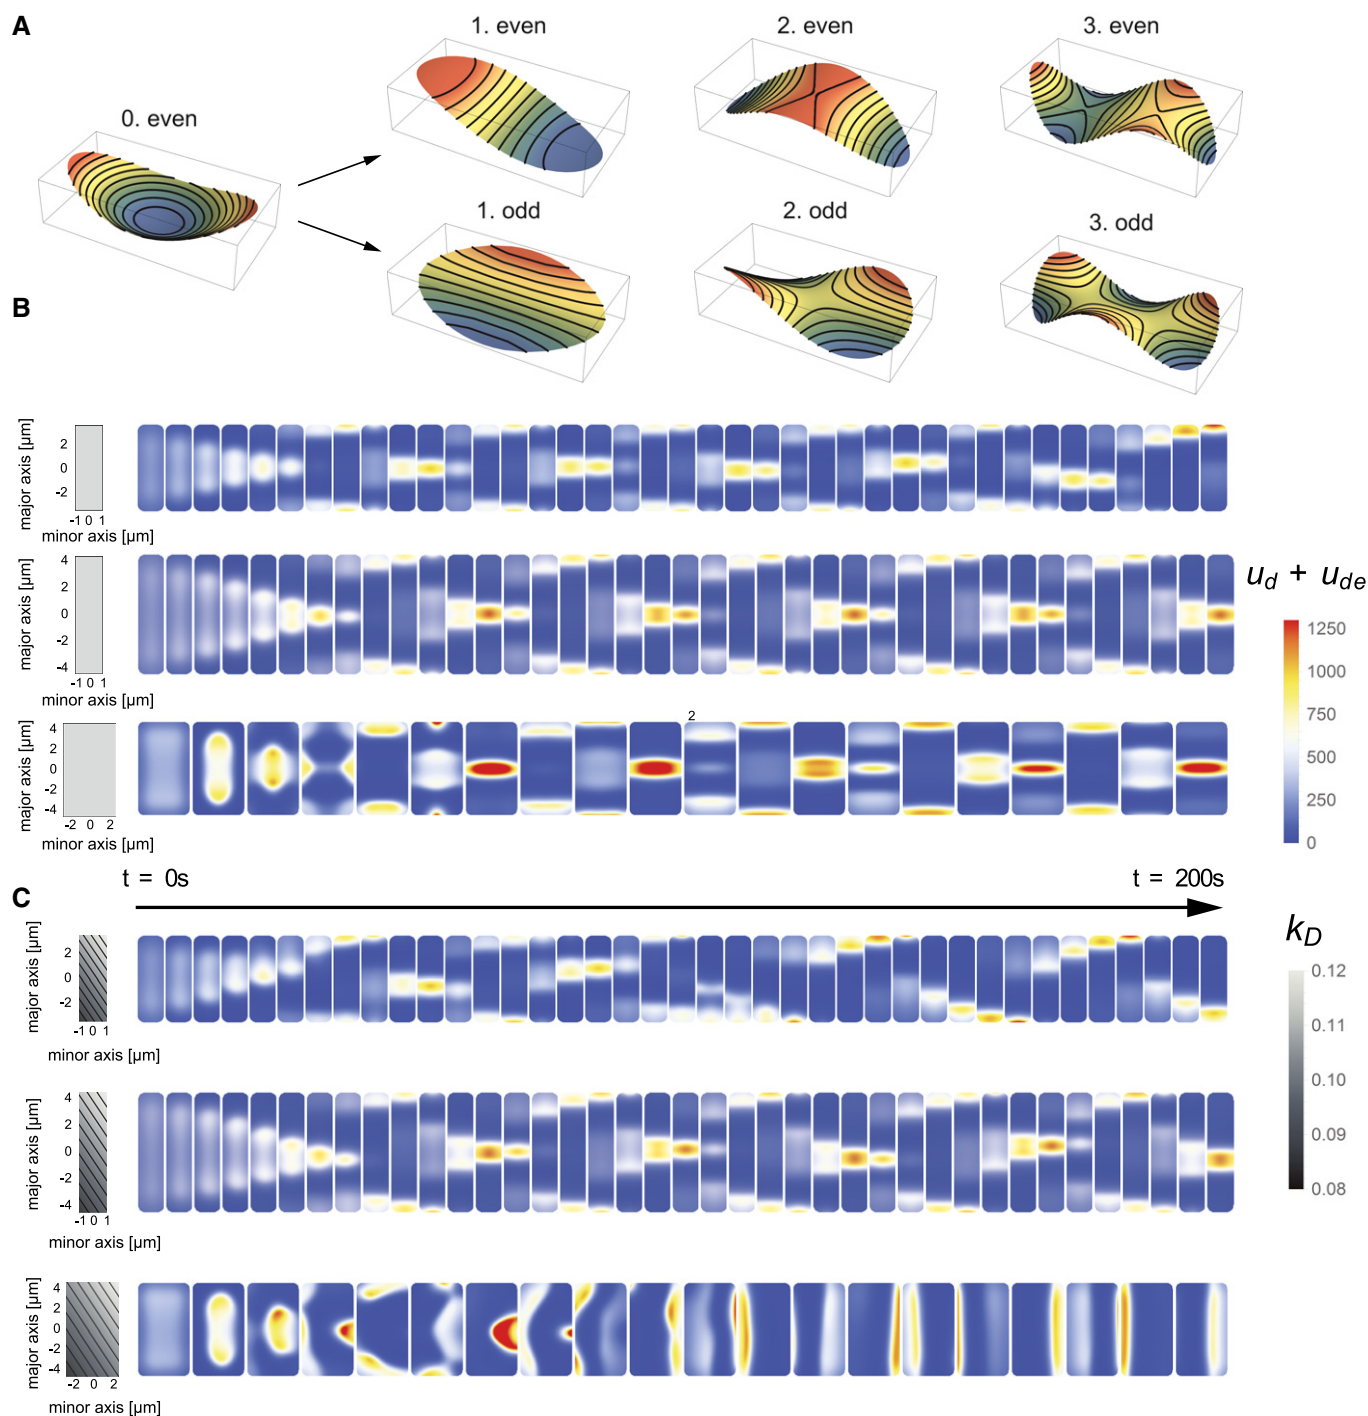 A
1. even
2. even
3. even
0. even
1. odd
2. odd
3. odd
B
major axis [μm]
2
0
-2
-1 0 1
minor axis [μm]
major axis [μm]
4
2
0
-2
-4
-1 0 1
minor axis [μm]
u_d + u_de
1250
1000
750
500
250
0
2
major axis [μm]
4
2
0
-2
-4
-2 0 2
minor axis [μm]
t = 0s
t = 200s
C
major axis [μm]
2
0
-2
-1 0 1
minor axis [μm]
k_D
0.12
0.11
0.10
0.09
0.08
major axis [μm]
4
2
0
-2
-4
-1 0 1
minor axis [μm]
major axis [μm]
4
2
0
-2
-4
-2 0 2
minor axis [μm]